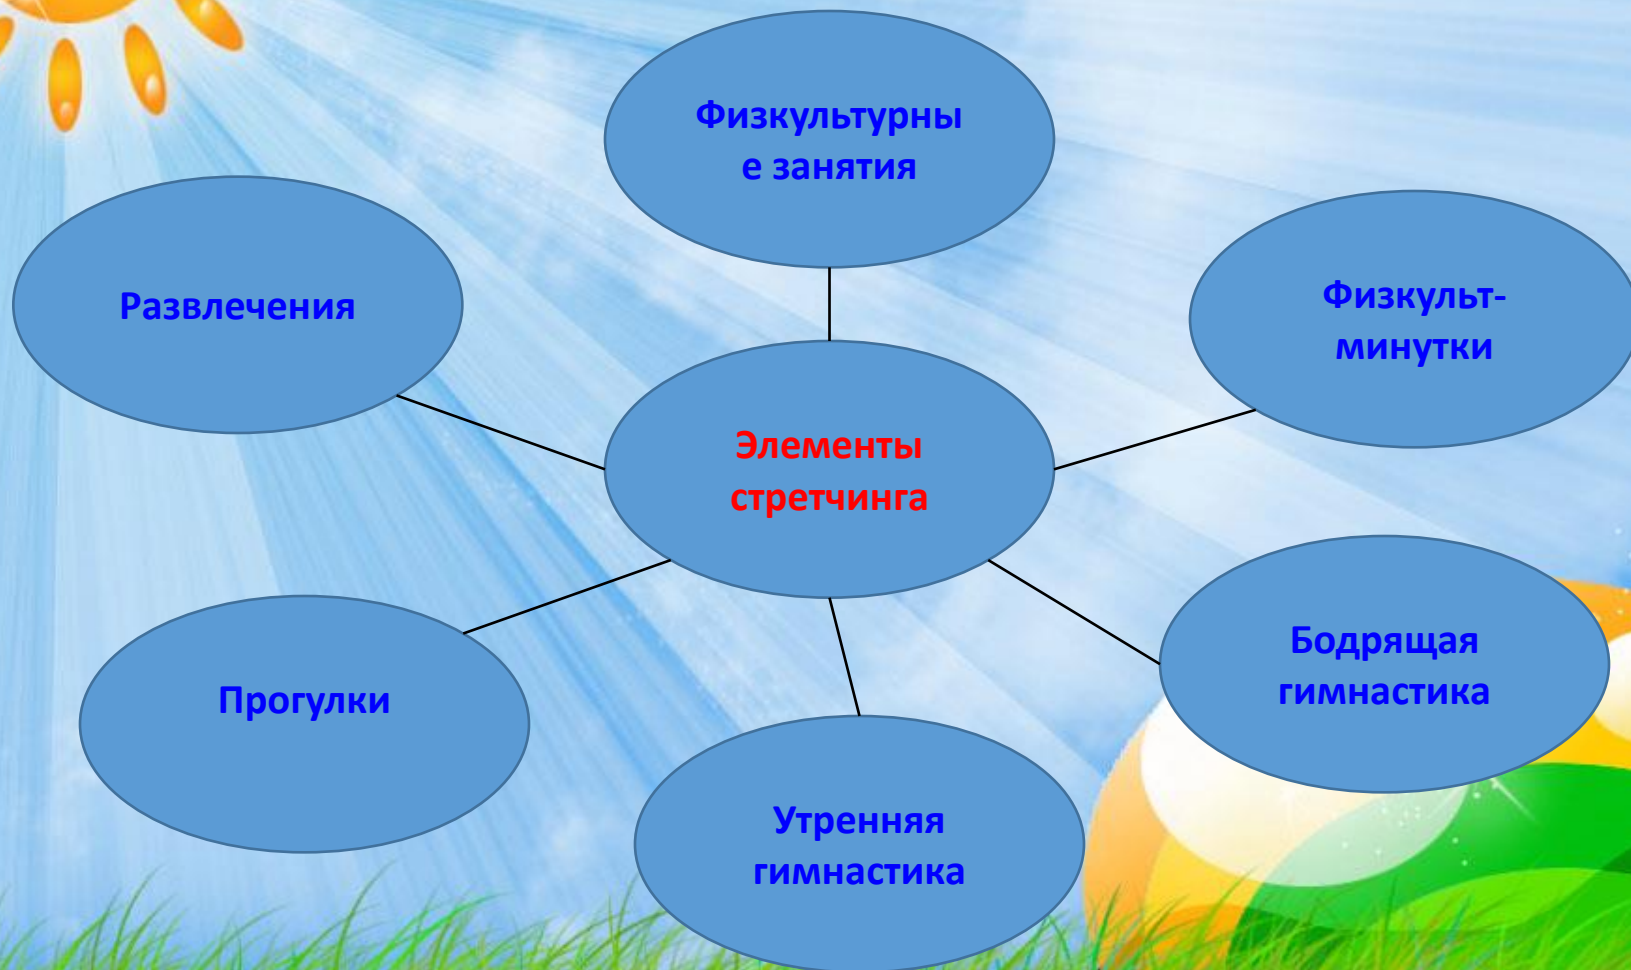 Физкультурны
е занятия
Развлечения
Физкульт-
минутки
Элементы
стретчинга
Бодрящая
гимнастика
Прогулки
Утренняя
гимнастика